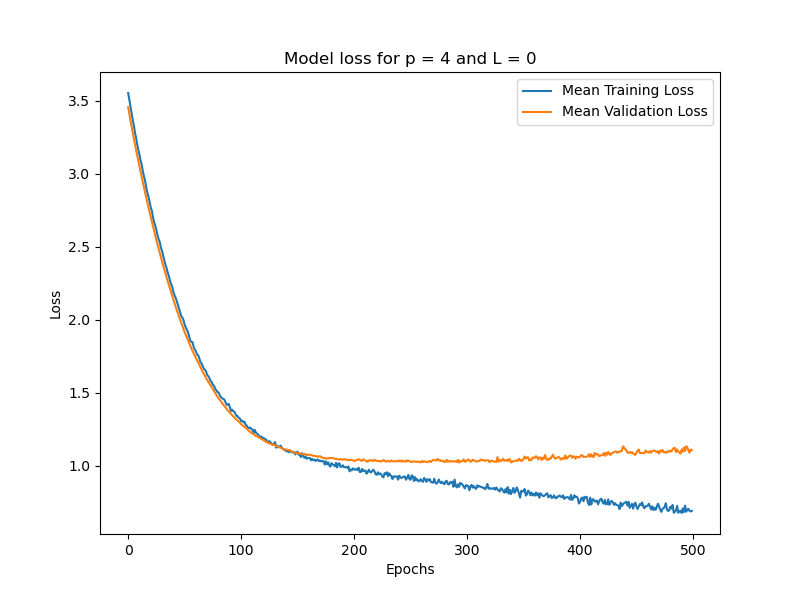 Model loss for p = 4 and L = 0
Mean Training Loss
Mean Validation Loss
Loss
3.5
3.0
2.5
2.0
1.5
1.0
0
100
200
300
400
500
Epochs